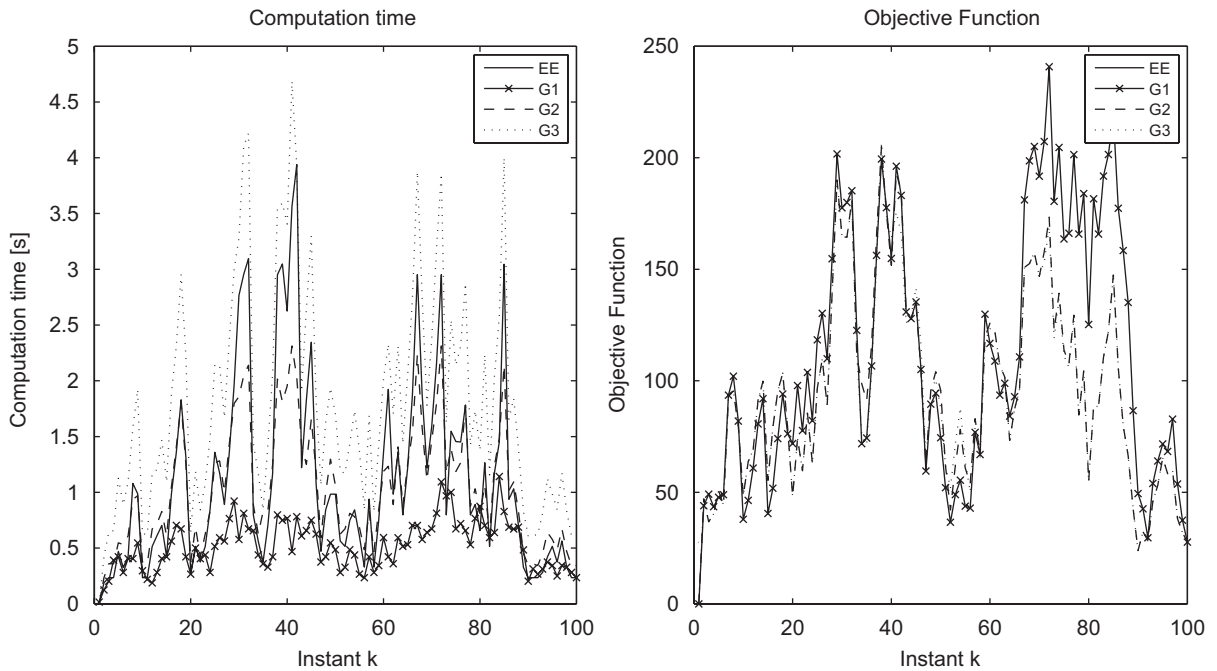 Computation time
5
4.5
4
3.5
3
2.5
2
1.5
1
0.5
0
Computation time [s]
0 20 40 60 80 100
Instant k
EE
G1
G2
G3
Objective Function
250
200
150
100
50
0
Objective Function
0 20 40 60 80 100
Instant k
EE
G1
G2
G3